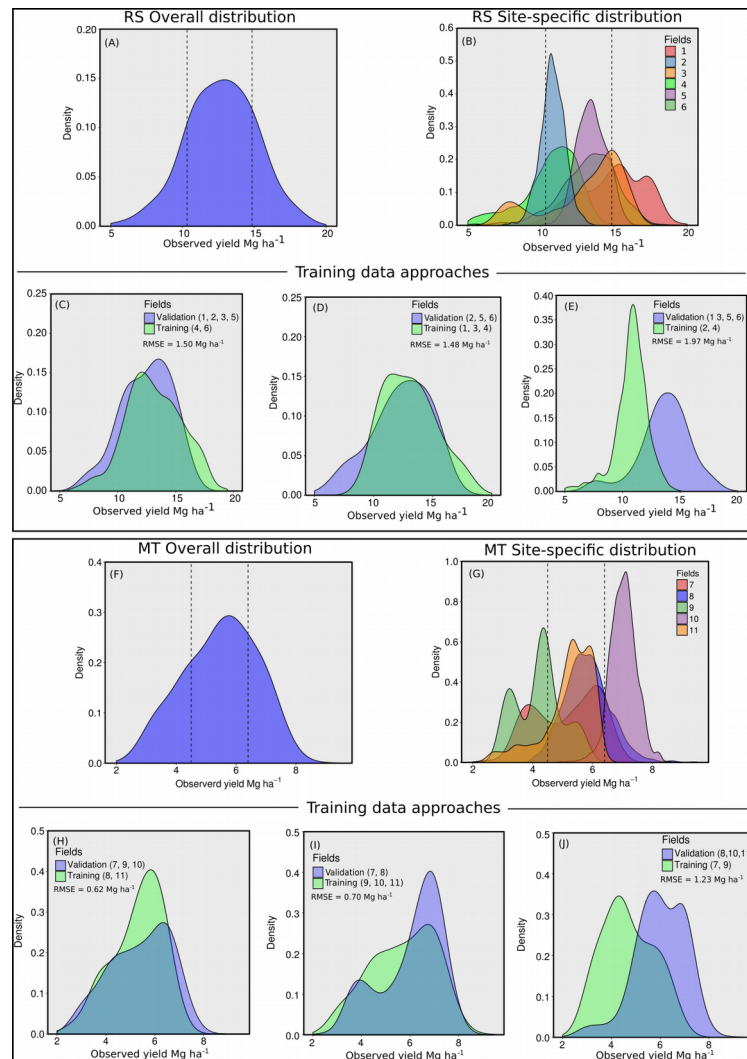 RS Overall distribution
RS Site-specific distribution
(A)
0.20
0.15
0.10
0.05
0.00
Density
5
10
15
20
Observed yield Mg ha⁻¹
(B)
0.6
0.5
0.4
0.3
0.2
0.1
0.0
Density
Fields
1
2
3
4
5
6
5
10
15
20
Observed yield Mg ha⁻¹
Training data approaches
(C)
0.25
0.20
0.15
0.10
0.05
0.00
Density
Fields
Validation (1, 2, 3, 5)
Training (4, 6)
RMSE = 1.50 Mg ha⁻¹
5
10
15
20
Observed yield Mg ha⁻¹
(D)
0.25
0.20
0.15
0.10
0.05
0.00
Density
Fields
Validation (2, 5, 6)
Training (1, 3, 4)
RMSE = 1.48 Mg ha⁻¹
5
10
15
20
Observed yield Mg ha⁻¹
(E)
0.40
0.35
0.30
0.25
0.20
0.15
0.10
0.05
0.00
Density
Fields
Validation (1 3, 5, 6)
Training (2, 4)
RMSE = 1.97 Mg ha⁻¹
5
10
15
20
Observed yield Mg ha⁻¹
MT Overall distribution
MT Site-specific distribution
(F)
0.4
0.3
0.2
0.1
0.0
Density
2
4
6
8
Observerd yield Mg ha⁻¹
(G)
1.0
0.8
0.6
0.4
0.2
0.0
Density
Fields
7
8
9
10
11
2
4
6
8
Observerd yield Mg ha⁻¹
Training data approaches
(H)
0.5
0.4
0.3
0.2
0.1
0.0
Density
Fields
Validation (7, 9, 10)
Training (8, 11)
RMSE = 0.62 Mg ha⁻¹
2
4
6
8
Observed yield Mg ha⁻¹
(I)
0.5
0.4
0.3
0.2
0.1
0.0
Density
Fields
Validation (7, 8)
Training (9, 10, 11)
RMSE = 0.70 Mg ha⁻¹
2
4
6
8
Observed yield Mg ha⁻¹
(J)
0.5
0.4
0.3
0.2
0.1
0.0
Density
Fields
Validation (8,10,1
Training (7, 9)
RMSE = 1.23 Mg ha⁻¹
2
4
6
8
Observed yield Mg ha⁻¹